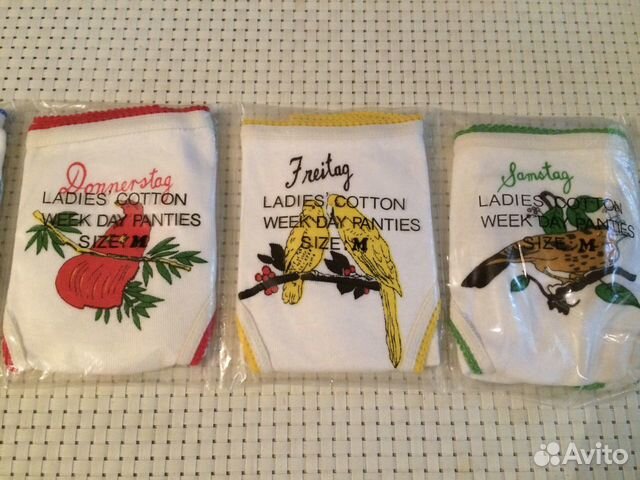 Donnerstag
LADIES COTTON
WEEK DAY PANTIES
SIZE: M
Freitag
LADIES COTTON
WEEK DAY PANTIES
SIZE: M
Samstag
LADIES COTTON
WEEK DAY PANTIES
SIZE: M
Avito